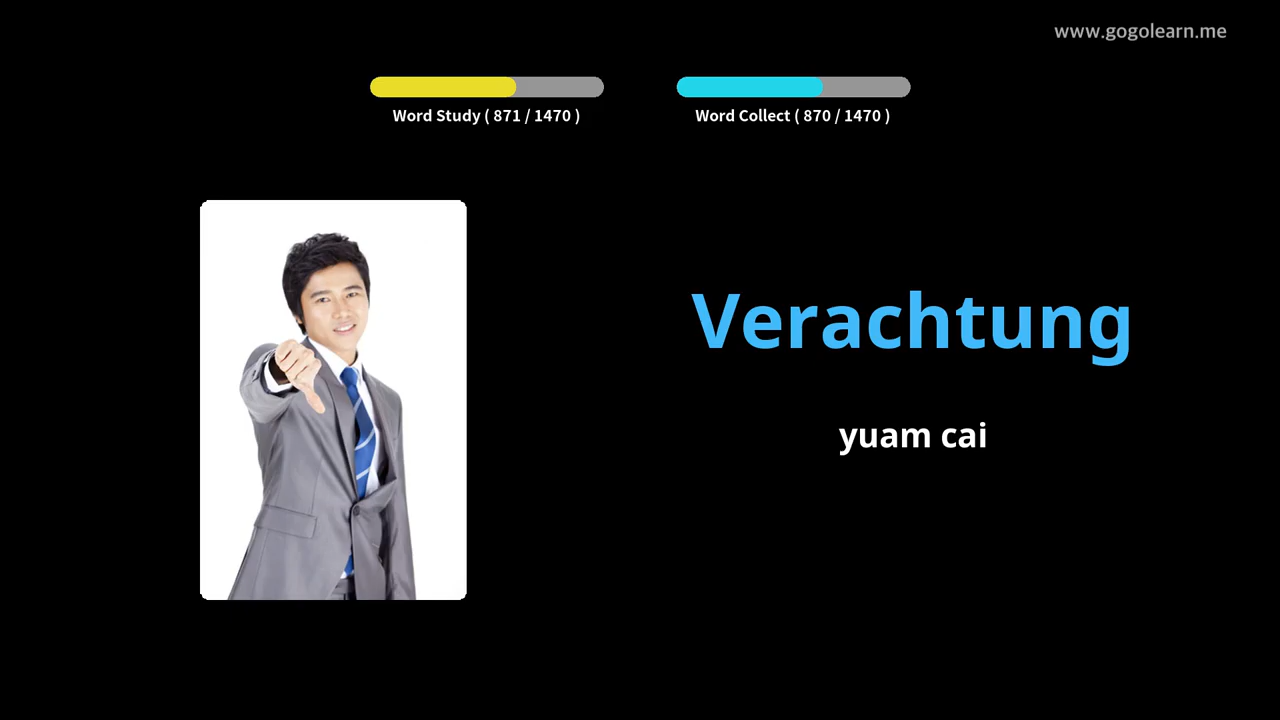 www.gogolearn.me
Word Study ( 871 / 1470 )
Word Collect ( 870 / 1470 )
Verachtung
yuam cai